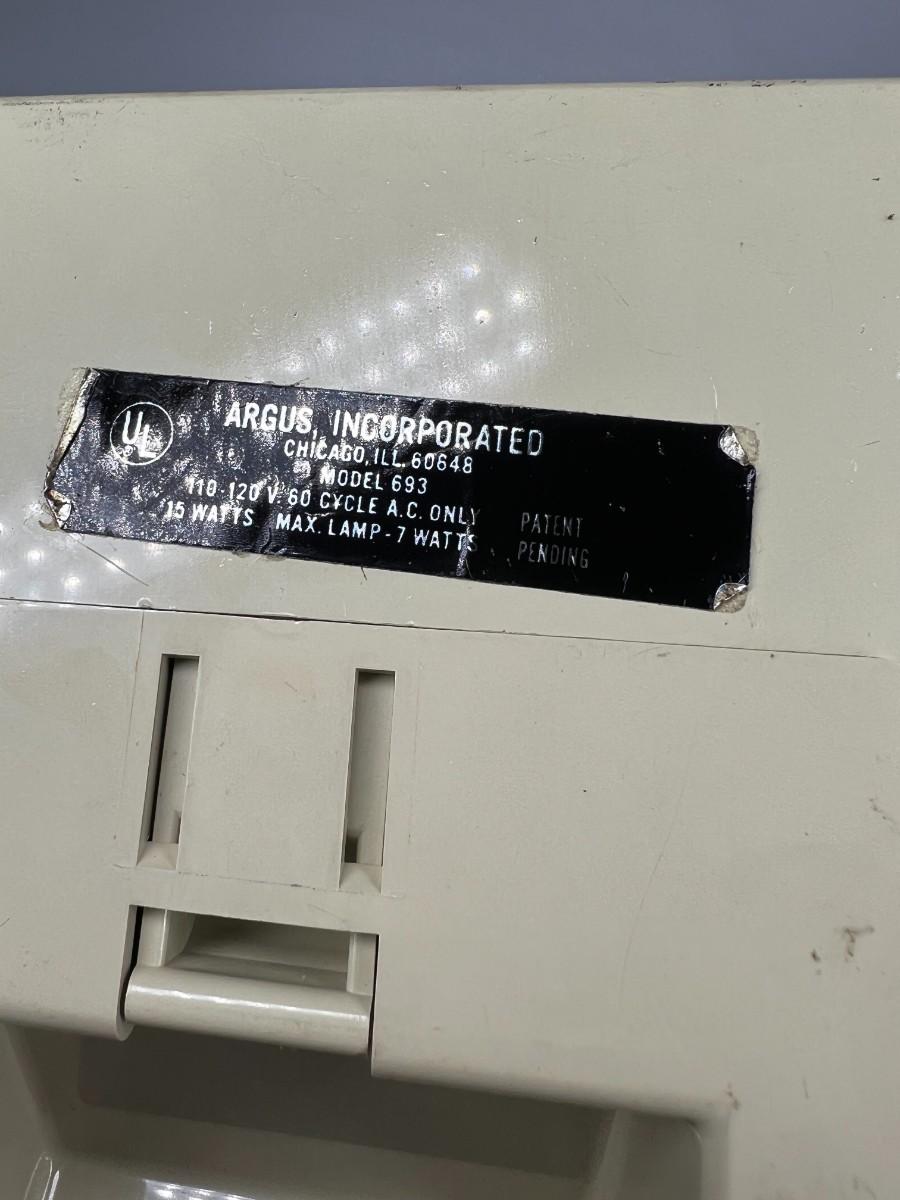 UL
ARGUS, INCORPORATED
CHICAGO, ILL. 60648
MODEL 693
110-120 V. 60 CYCLE A.C. ONLY
15 WATTS MAX. LAMP - 7 WATTS
PATENT
PENDING